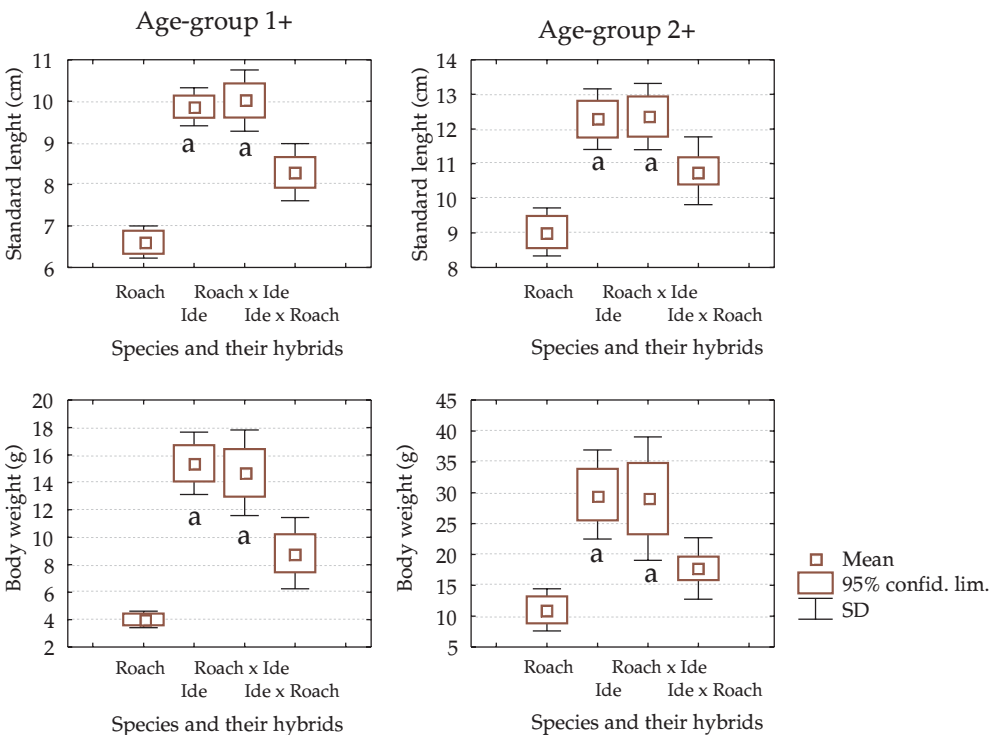 Age-group 1+
Standard lenght (cm)
11
10
9
8
7
6
a
a
Roach
Roach x Ide
Ide
Ide x Roach
Species and their hybrids
Age-group 2+
Standard lenght (cm)
14
13
12
11
10
9
8
a
a
Roach
Roach x Ide
Ide
Ide x Roach
Species and their hybrids
Body weight (g)
20
18
16
14
12
10
8
6
4
2
a
a
Roach
Roach x Ide
Ide
Ide x Roach
Species and their hybrids
Body weight (g)
45
40
35
30
25
20
15
10
5
a
a
Roach
Roach x Ide
Ide
Ide x Roach
Species and their hybrids
Mean
95% confid. lim.
SD